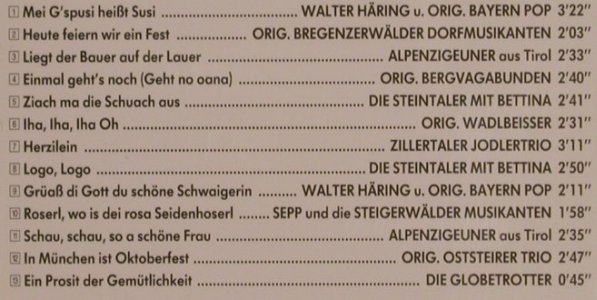 1 Mei G'spusi heißt Susi ........ WALTER HÄRING u. ORIG. BAYERN POP 3'22"
2 Heute feiern wir ein Fest ........ ORIG. BREGENZERWÄLDER DORFMUSIKANTEN 2'03"
3 Liegt der Bauer auf der Lauer ........ ALPENZIGEUNER aus Tirol 2'33"
4 Einmal geht's noch (Geht no oana) ........ ORIG. BERGVAGABUNDEN 2'40"
5 Ziach ma die Schuach aus ........ DIE STEINTALER MIT BETTINA 2'41"
6 Iha, Iha, Iha Oh ........ ORIG. WADLBEISSER 2'31"
7 Herzilein ........ ZILLERTALER JODLERTRIO 3'11"
8 Logo, Logo ........ DIE STEINTALER MIT BETTINA 2'50"
9 Grüaß di Gott du schöne Schwaigerin ........ WALTER HÄRING u. ORIG. BAYERN POP 2'11"
10 Roserl, wo is dei rosa Seidenhoserl ........ SEPP und die STEIGERWÄLDER MUSIKANTEN 1'58"
11 Schau, schau, so a schöne Frau ........ ALPENZIGEUNER aus Tirol 2'35"
12 In München ist Oktoberfest ........ ORIG. OSTSTEIRER TRIO 2'47"
13 Ein Prosit der Gemütlichkeit ........ DIE GLOBETROTTER 0'45"